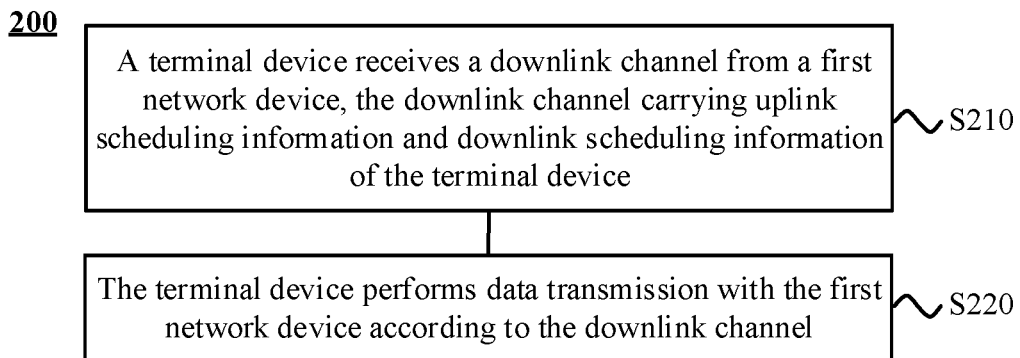 200
A terminal device receives a downlink channel from a first
network device, the downlink channel carrying uplink
scheduling information and downlink scheduling information
of the terminal device
S210
The terminal device performs data transmission with the first
network device according to the downlink channel
S220